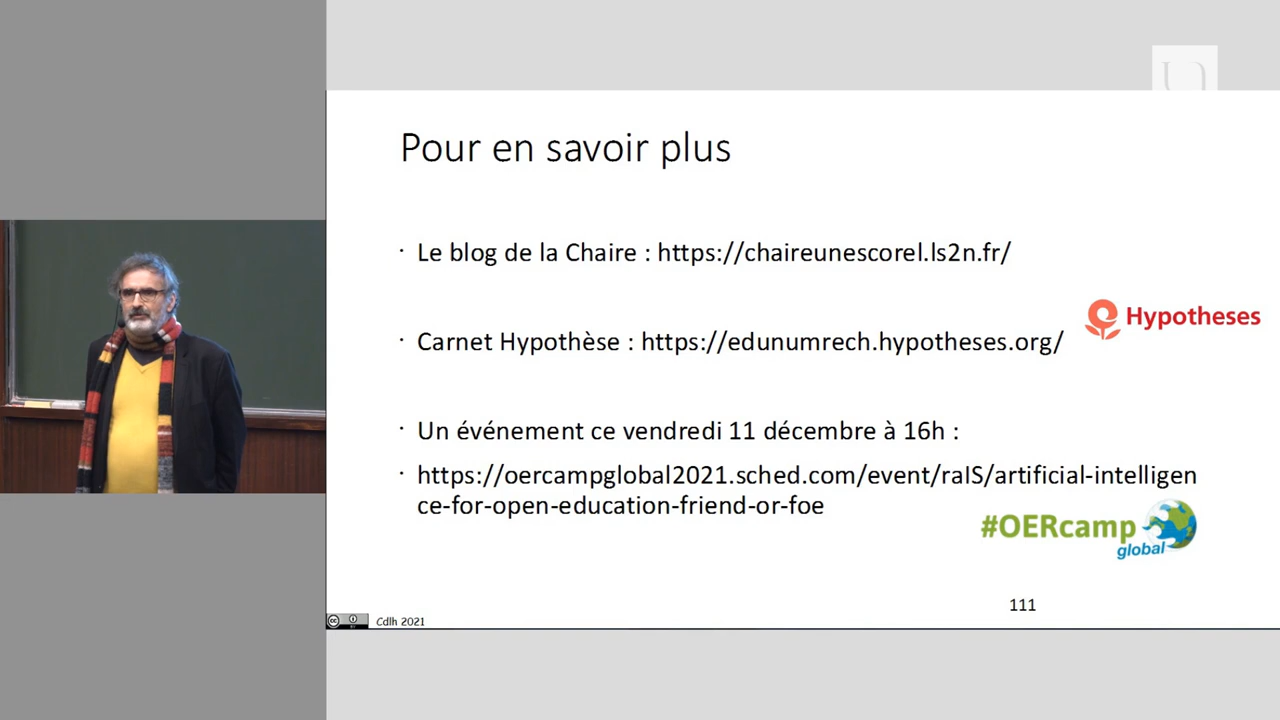 Pour en savoir plus
· Le blog de la Chaire : https://chaireunescorel.ls2n.fr/
Hypotheses
· Carnet Hypothèse : https://edunumrech.hypotheses.org/
· Un événement ce vendredi 11 décembre à 16h :
· https://oercampglobal2021.sched.com/event/raIS/artificial-intelligen
ce-for-open-education-friend-or-foe
#OERcamp
global
111
cc BY
Cdlh 2021